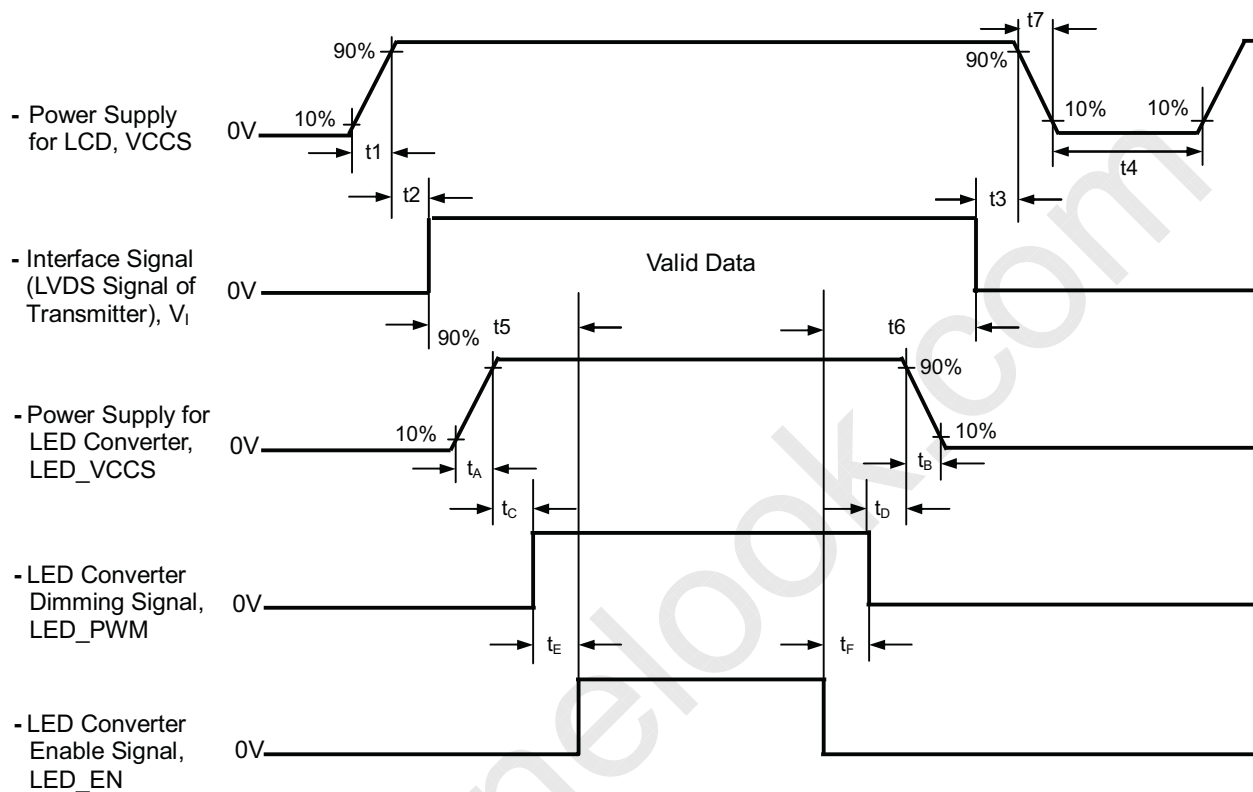 t7
90%
90%
10%
10%
10%
- Power Supply
for LCD, VCCS
0V
t1
t4
t2
t3
- Interface Signal
(LVDS Signal of
Transmitter), VI
0V
Valid Data
t5
t6
90%
90%
- Power Supply for
LED Converter,
LED_VCCS
0V
10%
10%
tA
tB
tC
tD
- LED Converter
Dimming Signal,
LED_PWM
0V
tE
tF
- LED Converter
Enable Signal,
LED_EN
0V
nelook.com